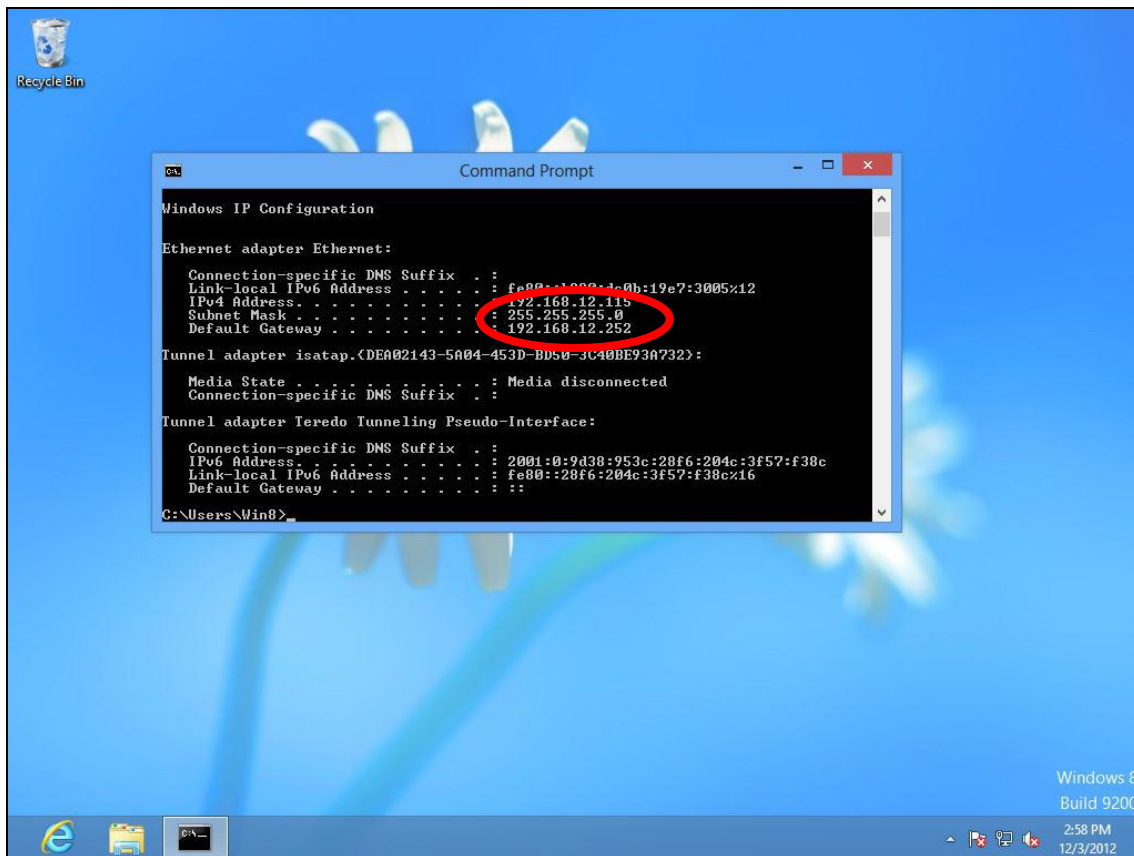 Recycle Bin
Command Prompt
Windows IP Configuration
Ethernet adapter Ethernet:
Connection-specific DNS Suffix . :
Link-local IPv6 Address . . . . . :
IPv4 Address. . . . . . . . . . . : 192.168.12.115
Subnet Mask . . . . . . . . . . . : 255.255.255.0
Default Gateway . . . . . . . . . : 192.168.12.252
Tunnel adapter isatap.{DEA02143-5A04-453D-BD50-3C40BE93A732}:
Media State . . . . . . . . . . . : Media disconnected
Connection-specific DNS Suffix . :
Tunnel adapter Teredo Tunneling Pseudo-Interface:
Connection-specific DNS Suffix . :
IPv6 Address. . . . . . . . . . . : 2001:0:9d38:953c:28f6:204c:3f57:f38c
Link-local IPv6 Address . . . . . : fe80::28f6:204c:3f57:f38c%16
Default Gateway . . . . . . . . . : ::
C:\Users\Win8>_
Windows 8
Build 9200
2:58 PM
12/3/2012